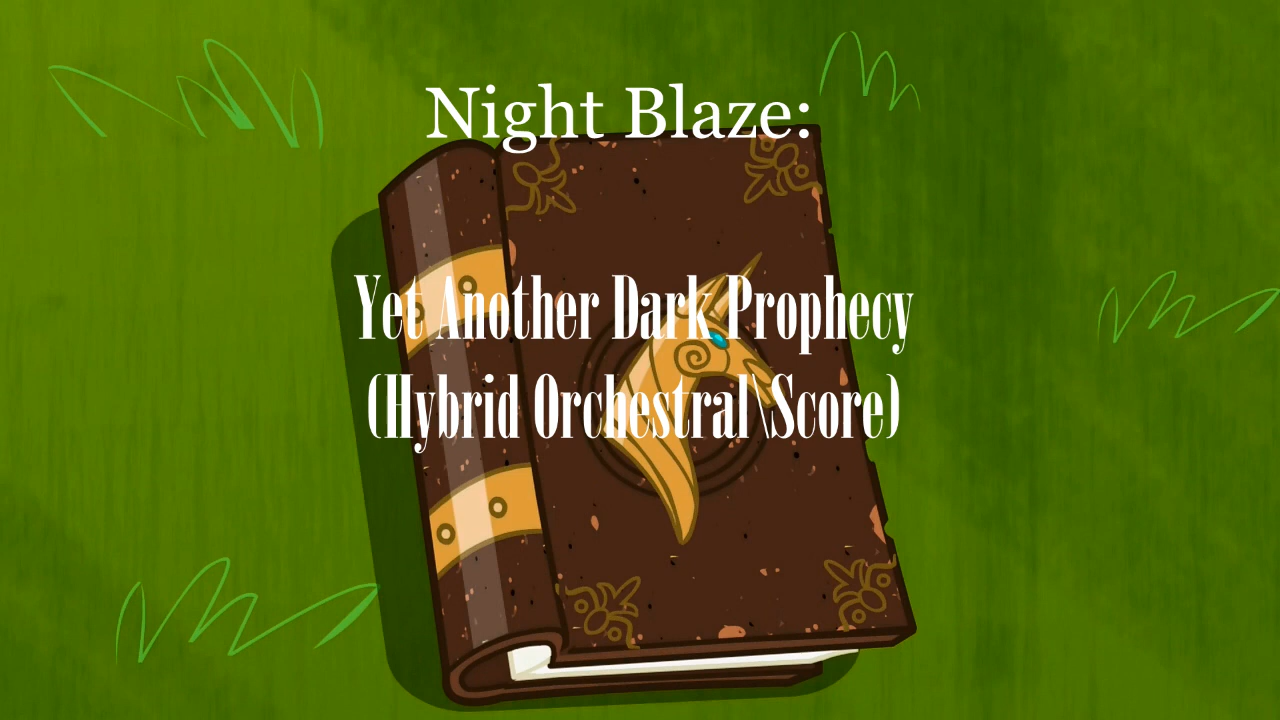 Night Blaze:
Yet Another Dark Prophecy
(Hybrid Orchestral\Score)